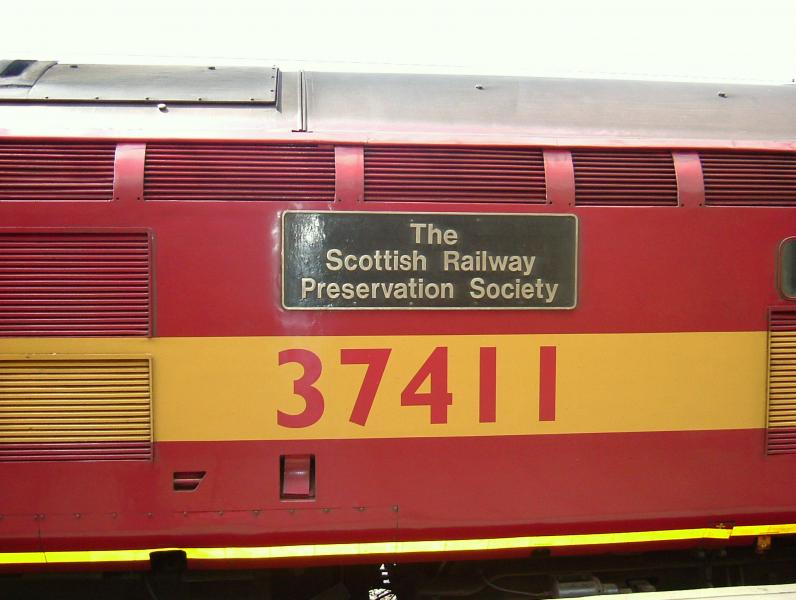 The
Scottish Railway
Preservation Society
37411